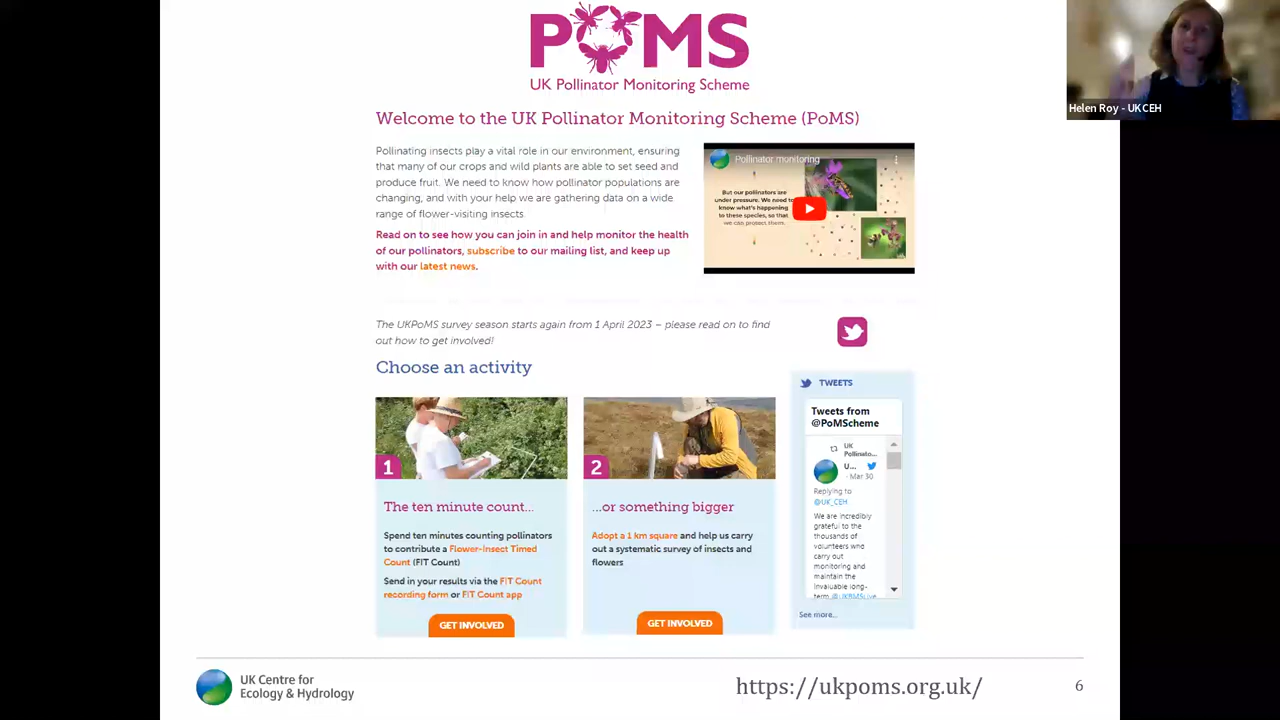 POMS
UK Pollinator Monitoring Scheme
Helen Roy - UKCEH
Welcome to the UK Pollinator Monitoring Scheme (PoMS)
Pollinating insects play a vital role in our environment, ensuring
that many of our crops and wild plants are able to set seed and
produce fruit. We need to know how pollinator populations are
changing, and with your help we are gathering data on a wide
range of flower-visiting insects
Read on to see how you can join in and help monitor the health
of our pollinators, subscribe to our mailing list, and keep up
with our latest news.
Pollinator monitoring
But our pollinators are
under pressure. We need to
know what's happening
to these species, so that
we can protect them.
The UKPoMS survey season starts again from 1 April 2023 – please read on to find
out how to get involved!
Choose an activity
1
The ten minute count...
Spend ten minutes counting pollinators
to contribute a Flower-Insect Timed
Count (FIT Count)
Send in your results via the FIT Count
recording form or FIT Count app
GET INVOLVED
2
...or something bigger
Adopt a 1 km square and help us carry
out a systematic survey of insects and
flowers
GET INVOLVED
TWEETS
Tweets from
@PoMScheme
UK
Pollinato...
U...
· Mar 30
Replying to
@UK_CEH
We are incredibly
grateful to the
thousands of
volunteers who
carry out
monitoring and
maintain the
invaluable long-
term @UKBMSLive
See more...
UK Centre for
Ecology & Hydrology
https://ukpoms.org.uk/
6